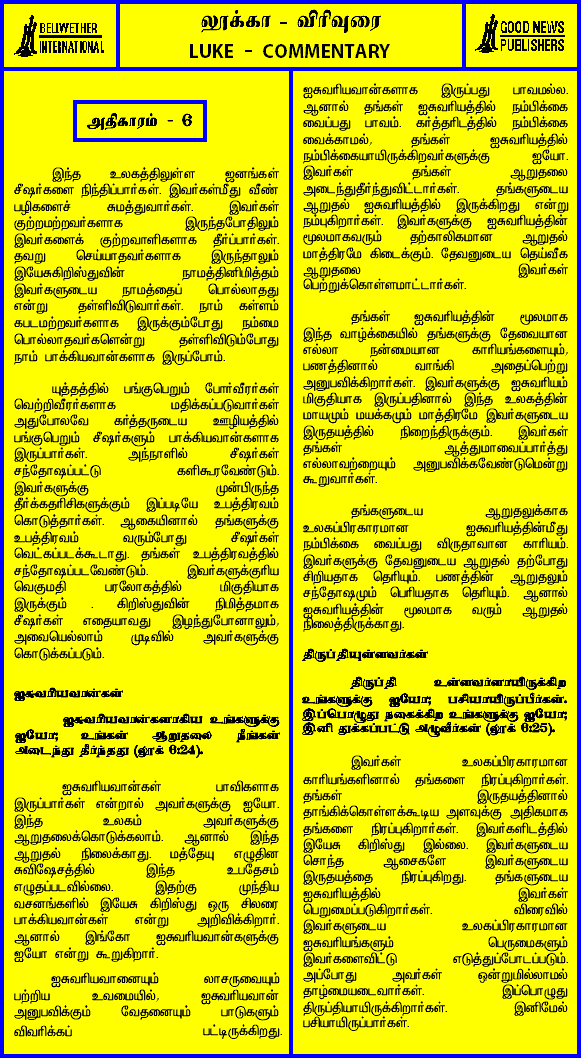 BELWETHER
INTERNATIONAL
லூக்கா - விரிவுரை
LUKE - COMMENTARY
GOOD NEWS
PUBLISHERS
அதிகாரம் - 6
இந்த உலகத்திலுள்ள ஜனங்கள்
சீஷர்களை நிந்திப்பார்கள். இவர்கள்மீது வீண்
பழிகளைச் சுமத்துவார்கள். இவர்கள்
குற்றமற்றவர்களாக இருந்தபோதிலும்
இவர்களைக் குற்றவாளிகளாக தீர்ப்பார்கள்.
தவறு செய்யாதவர்களாக இருந்தாலும்
இயேசுகிறிஸ்துவின் நாமத்தினிமித்தம்
இவர்களுடைய நாமத்தைப் பொல்லாதது
என்று தள்ளிவிடுவார்கள். நாம் கள்ளம்
கபடமற்றவர்களாக இருக்கும்போது நம்மை
பொல்லாதவர்களென்று தள்ளிவிடும்போது
நாம் பாக்கியவான்களாக இருப்போம்.
யுத்தத்தில் பங்குபெறும் போர்வீரர்கள்
வெற்றிவீரர்களாக மதிக்கப்படுவார்கள்
அதுபோலவே கர்த்தருடைய ஊழியத்தில்
பங்குபெறும் சீஷர்களும் பாக்கியவான்களாக
இருப்பார்கள். அந்நாளில் சீஷர்கள்
சந்தோஷப்பட்டு களிகூரவேண்டும்.
இவர்களுக்கு முன்பிருந்த
தீர்க்கதரிசிகளுக்கும் இப்படியே உபத்திரவம்
கொடுத்தார்கள். ஆகையினால் தங்களுக்கு
உபத்திரவம் வரும்போது சீஷர்கள்
வெட்கப்படக்கூடாது. தங்கள் உபத்திரவத்தில்
சந்தோஷப்படவேண்டும். இவர்களுக்குரிய
வெகுமதி பரலோகத்தில் மிகுதியாக
இருக்கும் . கிறிஸ்துவின் நிமித்தமாக
சீஷர்கள் எதையாவது இழந்துபோனாலும்,
அவையெல்லாம் முடிவில் அவர்களுக்கு
கொடுக்கப்படும்.
ஐசுவரியவான்கள்
ஐசுவரியவான்களாகிய உங்களுக்கு
ஐயோ; உங்கள் ஆறுதலை நீங்கள்
அடைந்து தீர்ந்தது (லூக் 6:24).
ஐசுவரியவான்கள் பாவிகளாக
இருப்பார்கள் என்றால் அவர்களுக்கு ஐயோ.
இந்த உலகம் அவர்களுக்கு
ஆறுதலைக்கொடுக்கலாம். ஆனால் இந்த
ஆறுதல் நிலைக்காது. மத்தேயு எழுதின
சுவிஷேசத்தில் இந்த உபதேசம்
எழுதப்படவில்லை. இதற்கு முந்திய
வசனங்களில் இயேசு கிறிஸ்து ஒரு சிலரை
பாக்கியவான்கள் என்று அறிவிக்கிறார்.
ஆனால் இங்கோ ஐசுவரியவான்களுக்கு
ஐயோ என்று கூறுகிறார்.
ஐசுவரியவானையும் லாசருவையும்
பற்றிய உவமையில், ஐசுவரியவான்
அனுபவிக்கும் வேதனையும் பாடுகளும்
விவரிக்கப் பட்டிருக்கிறது.
ஐசுவரியவான்களாக இருப்பது பாவமல்ல.
ஆனால் தங்கள் ஐசுவரியத்தில் நம்பிக்கை
வைப்பது பாவம். கர்த்தரிடத்தில் நம்பிக்கை
வைக்காமல், தங்கள் ஐசுவரியத்தில்
நம்பிக்கையாயிருக்கிறவர்களுக்கு ஐயோ.
இவர்கள் தங்கள் ஆறுதலை
அடைந்துதீர்ந்துவிட்டார்கள். தங்களுடைய
ஆறுதல் ஐசுவரியத்தில் இருக்கிறது என்று
நம்புகிறார்கள். இவர்களுக்கு ஐசுவரியத்தின்
மூலமாகவரும் தற்காலிகமான ஆறுதல்
மாத்திரமே கிடைக்கும். தேவனுடைய தெய்வீக
ஆறுதலை இவர்கள்
பெற்றுக்கொள்ளமாட்டார்கள்.
தங்கள் ஐசுவரியத்தின் மூலமாக
இந்த வாழ்க்கையில் தங்களுக்கு தேவையான
எல்லா நன்மையான காரியங்களையும்,
பணத்தினால் வாங்கி அதைப்பெற்று
அனுபவிக்கிறார்கள். இவர்களுக்கு ஐசுவரியம்
மிகுதியாக இருப்பதினால் இந்த உலகத்தின்
மாயமும் மயக்கமும் மாத்திரமே இவர்களுடைய
இருதயத்தில் நிறைந்திருக்கும். இவர்கள்
தங்கள் ஆத்துமாவைப்பார்த்து
எல்லாவற்றையும் அனுபவிக்கவேண்டுமென்று
கூறுவார்கள்.
தங்களுடைய ஆறுதலுக்காக
உலகப்பிரகாரமான ஐசுவரியத்தின்மீது
நம்பிக்கை வைப்பது விருதாவான காரியம்.
இவர்களுக்கு தேவனுடைய ஆறுதல் தற்போது
சிறியதாக தெரியும். பணத்தின் ஆறுதலும்
சந்தோஷமும் பெரியதாக தெரியும். ஆனால்
ஐசுவரியத்தின் மூலமாக வரும் ஆறுதல்
நிலைத்திருக்காது.
திருப்தியுள்ளவர்கள்
திருப்தி உள்ளவர்களாயிருக்கிற
உங்களுக்கு ஐயோ; பசியாயிருப்பீர்கள்.
இப்பொழுது நகைக்கிற உங்களுக்கு ஐயோ;
இனி துக்கப்பட்டு அழுவீர்கள் (லூக் 6:25).
இவர்கள் உலகப்பிரகாரமான
காரியங்களினால் தங்களை நிரப்புகிறார்கள்.
தங்கள் இருதயத்தினால்
தாங்கிக்கொள்ளக்கூடிய அளவுக்கு அதிகமாக
தங்களை நிரப்புகிறார்கள். இவர்களிடத்தில்
இயேசு கிறிஸ்து இல்லை. இவர்களுடைய
சொந்த ஆசைகளே இவர்களுடைய
இருதயத்தை நிரப்புகிறது. தங்களுடைய
ஐசுவரியத்தில் இவர்கள்
பெறுமைப்படுகிறார்கள். விரைவில்
இவர்களுடைய உலகப்பிரகாரமான
ஐசுவரியங்களும் பெருமைகளும்
இவர்களைவிட்டு எடுத்துப்போடப்படும்.
அப்போது அவர்கள் ஒன்றுமில்லாமல்
தாழ்மையடைவார்கள். இப்பொழுது
திருப்தியாயிருக்கிறார்கள். இனிமேல்
பசியாயிருப்பார்கள்.